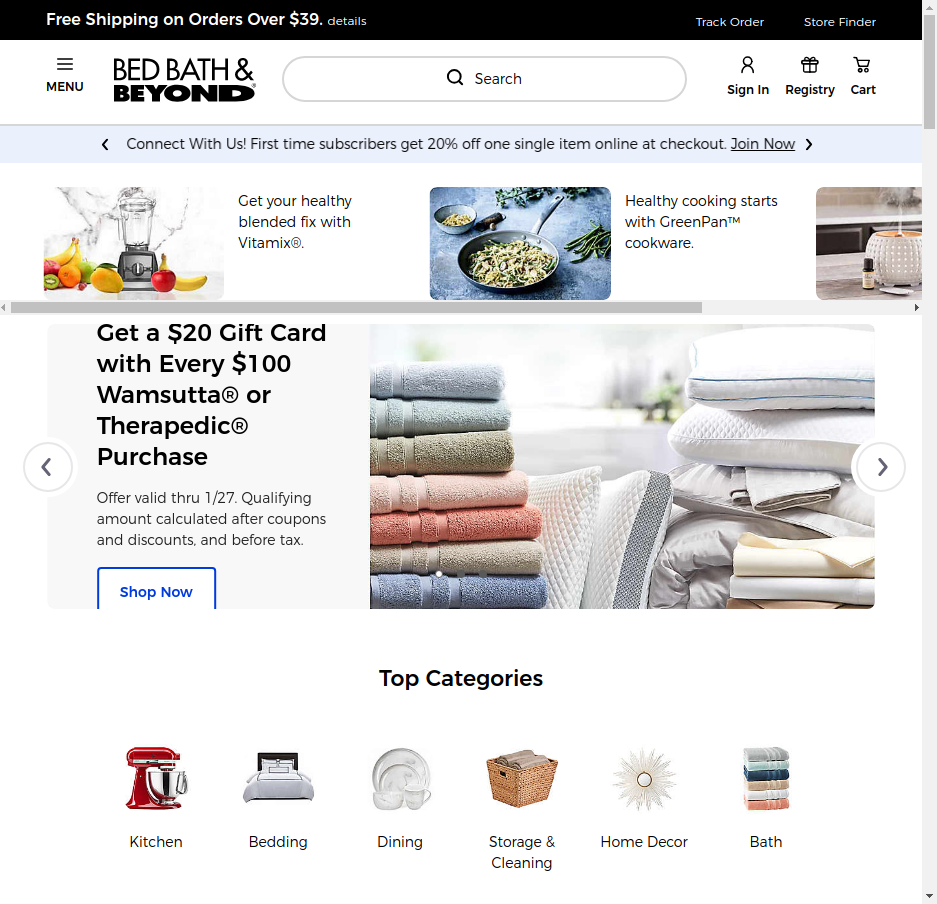 Free Shipping on Orders Over $39. details
Track Order
Store Finder
MENU
BED BATH &
BEYOND
Search
Sign In
Registry
Cart
Connect With Us! First time subscribers get 20% off one single item online at checkout. Join Now
Get your healthy
blended fix with
Vitamix®.
Healthy cooking starts
with GreenPan™
cookware.
Get a $20 Gift Card
with Every $100
Wamsutta® or
Therapedic®
Purchase
Offer valid thru 1/27. Qualifying
amount calculated after coupons
and discounts, and before tax.
Shop Now
Top Categories
Kitchen
Bedding
Dining
Storage &
Cleaning
Home Decor
Bath